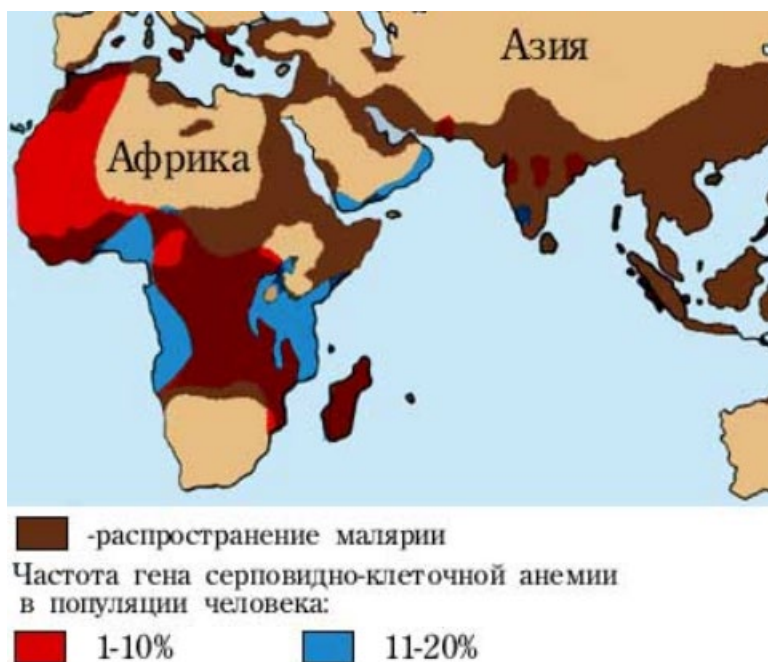 Азия
Африка
-распространение малярии
Частота гена серповидно-клеточной анемии
в популяции человека:
1-10%
11-20%